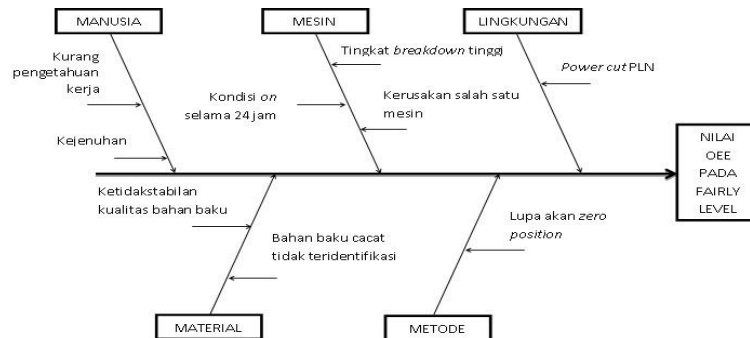 MANUSIA
MESIN
LINGKUNGAN
Kurang
pengetahuan
kerja
Kejenuhan
Tingkat breakdown tinggi
Kondisi on
selama 24 jam
Kerusakan salah satu
mesin
Power cut PLN
NILAI
OEE
PADA
FAIRLY
LEVEL
Ketidakstabilan
kualitas bahan baku
Bahan baku cacat
tidak teridentifikasi
Lupa akan zero
position
MATERIAL
METODE